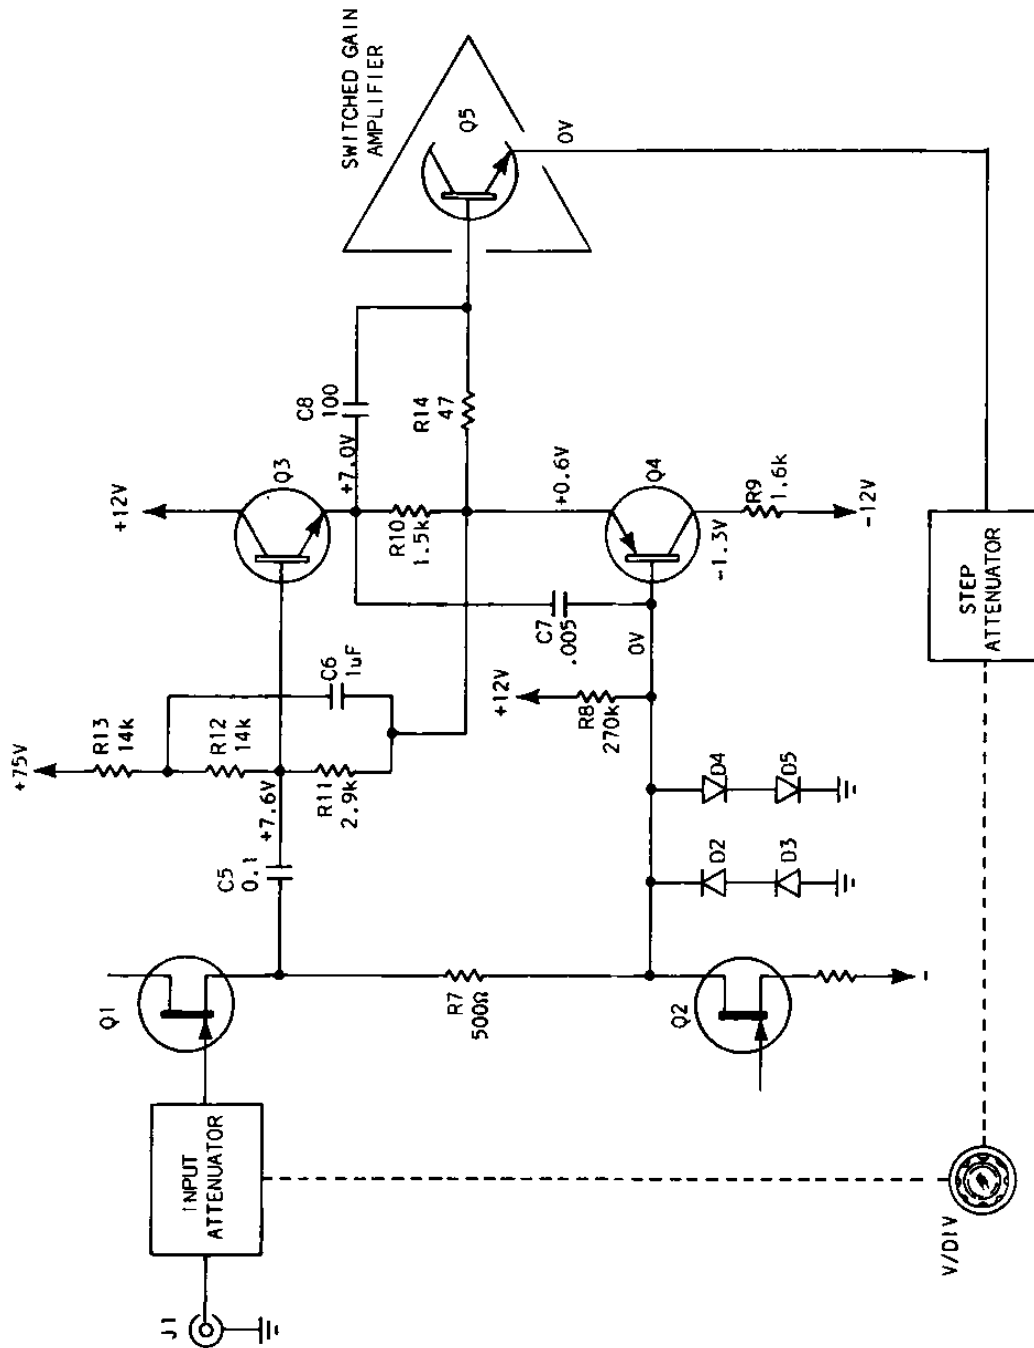 J1
INPUT
ATTENUATOR
V/DIV
Q1
R7
500Ω
Q2
-
C5
0.1
+75V
R13
14k
R12
14k
+7.6V
R11
2.9k
C6
1uF
D2
D3
D4
D5
+12V
R8
270k
0V
C7
.005
+12V
Q3
+7.0V
R10
1.5k
C8
100
R14
47
+0.6V
Q4
-1.3V
R9
1.6k
-12V
SWITCHED GAIN
AMPLIFIER
Q5
0V
STEP
ATTENUATOR